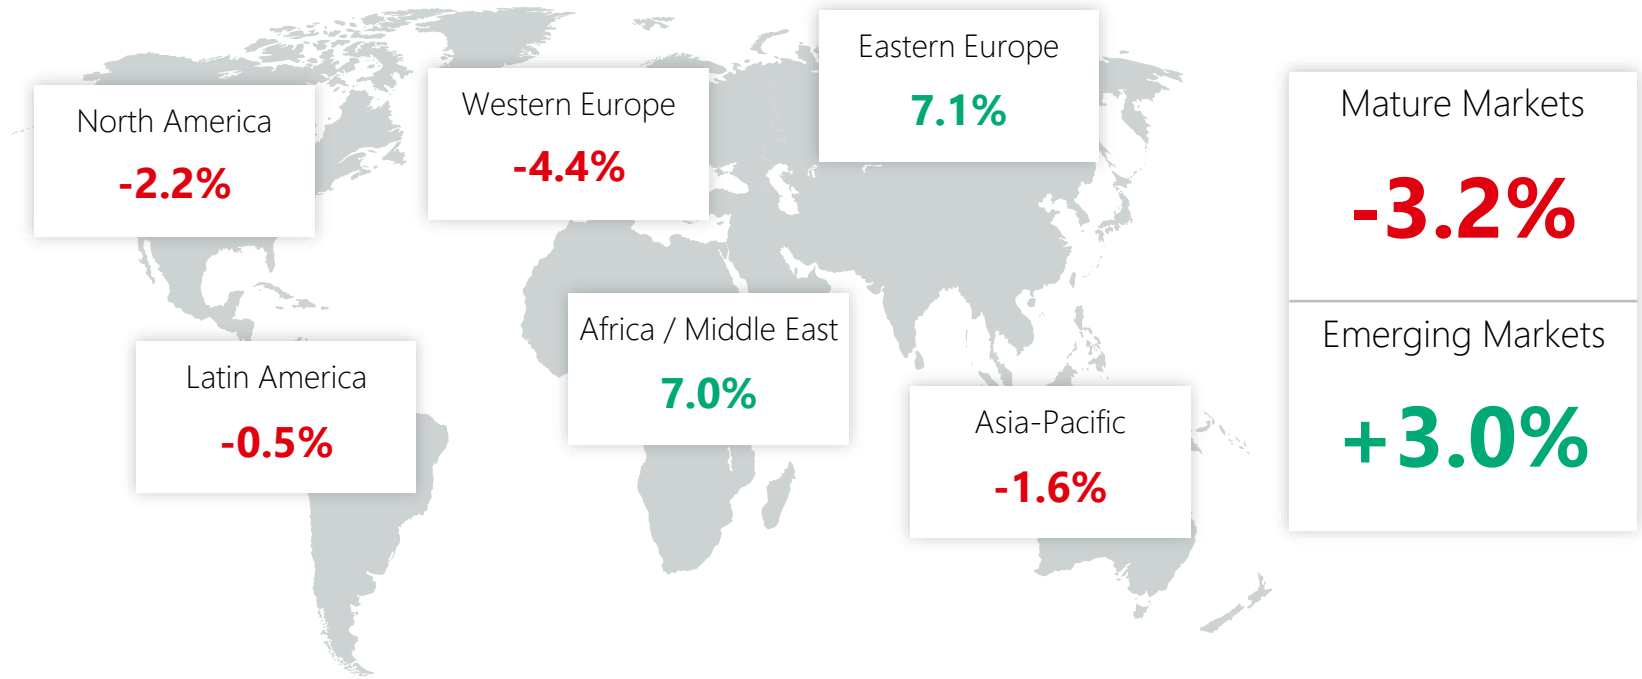 North America
-2.2%
Western Europe
-4.4%
Eastern Europe
7.1%
Latin America
-0.5%
Africa / Middle East
7.0%
Asia-Pacific
-1.6%
Mature Markets
-3.2%
Emerging Markets
+3.0%